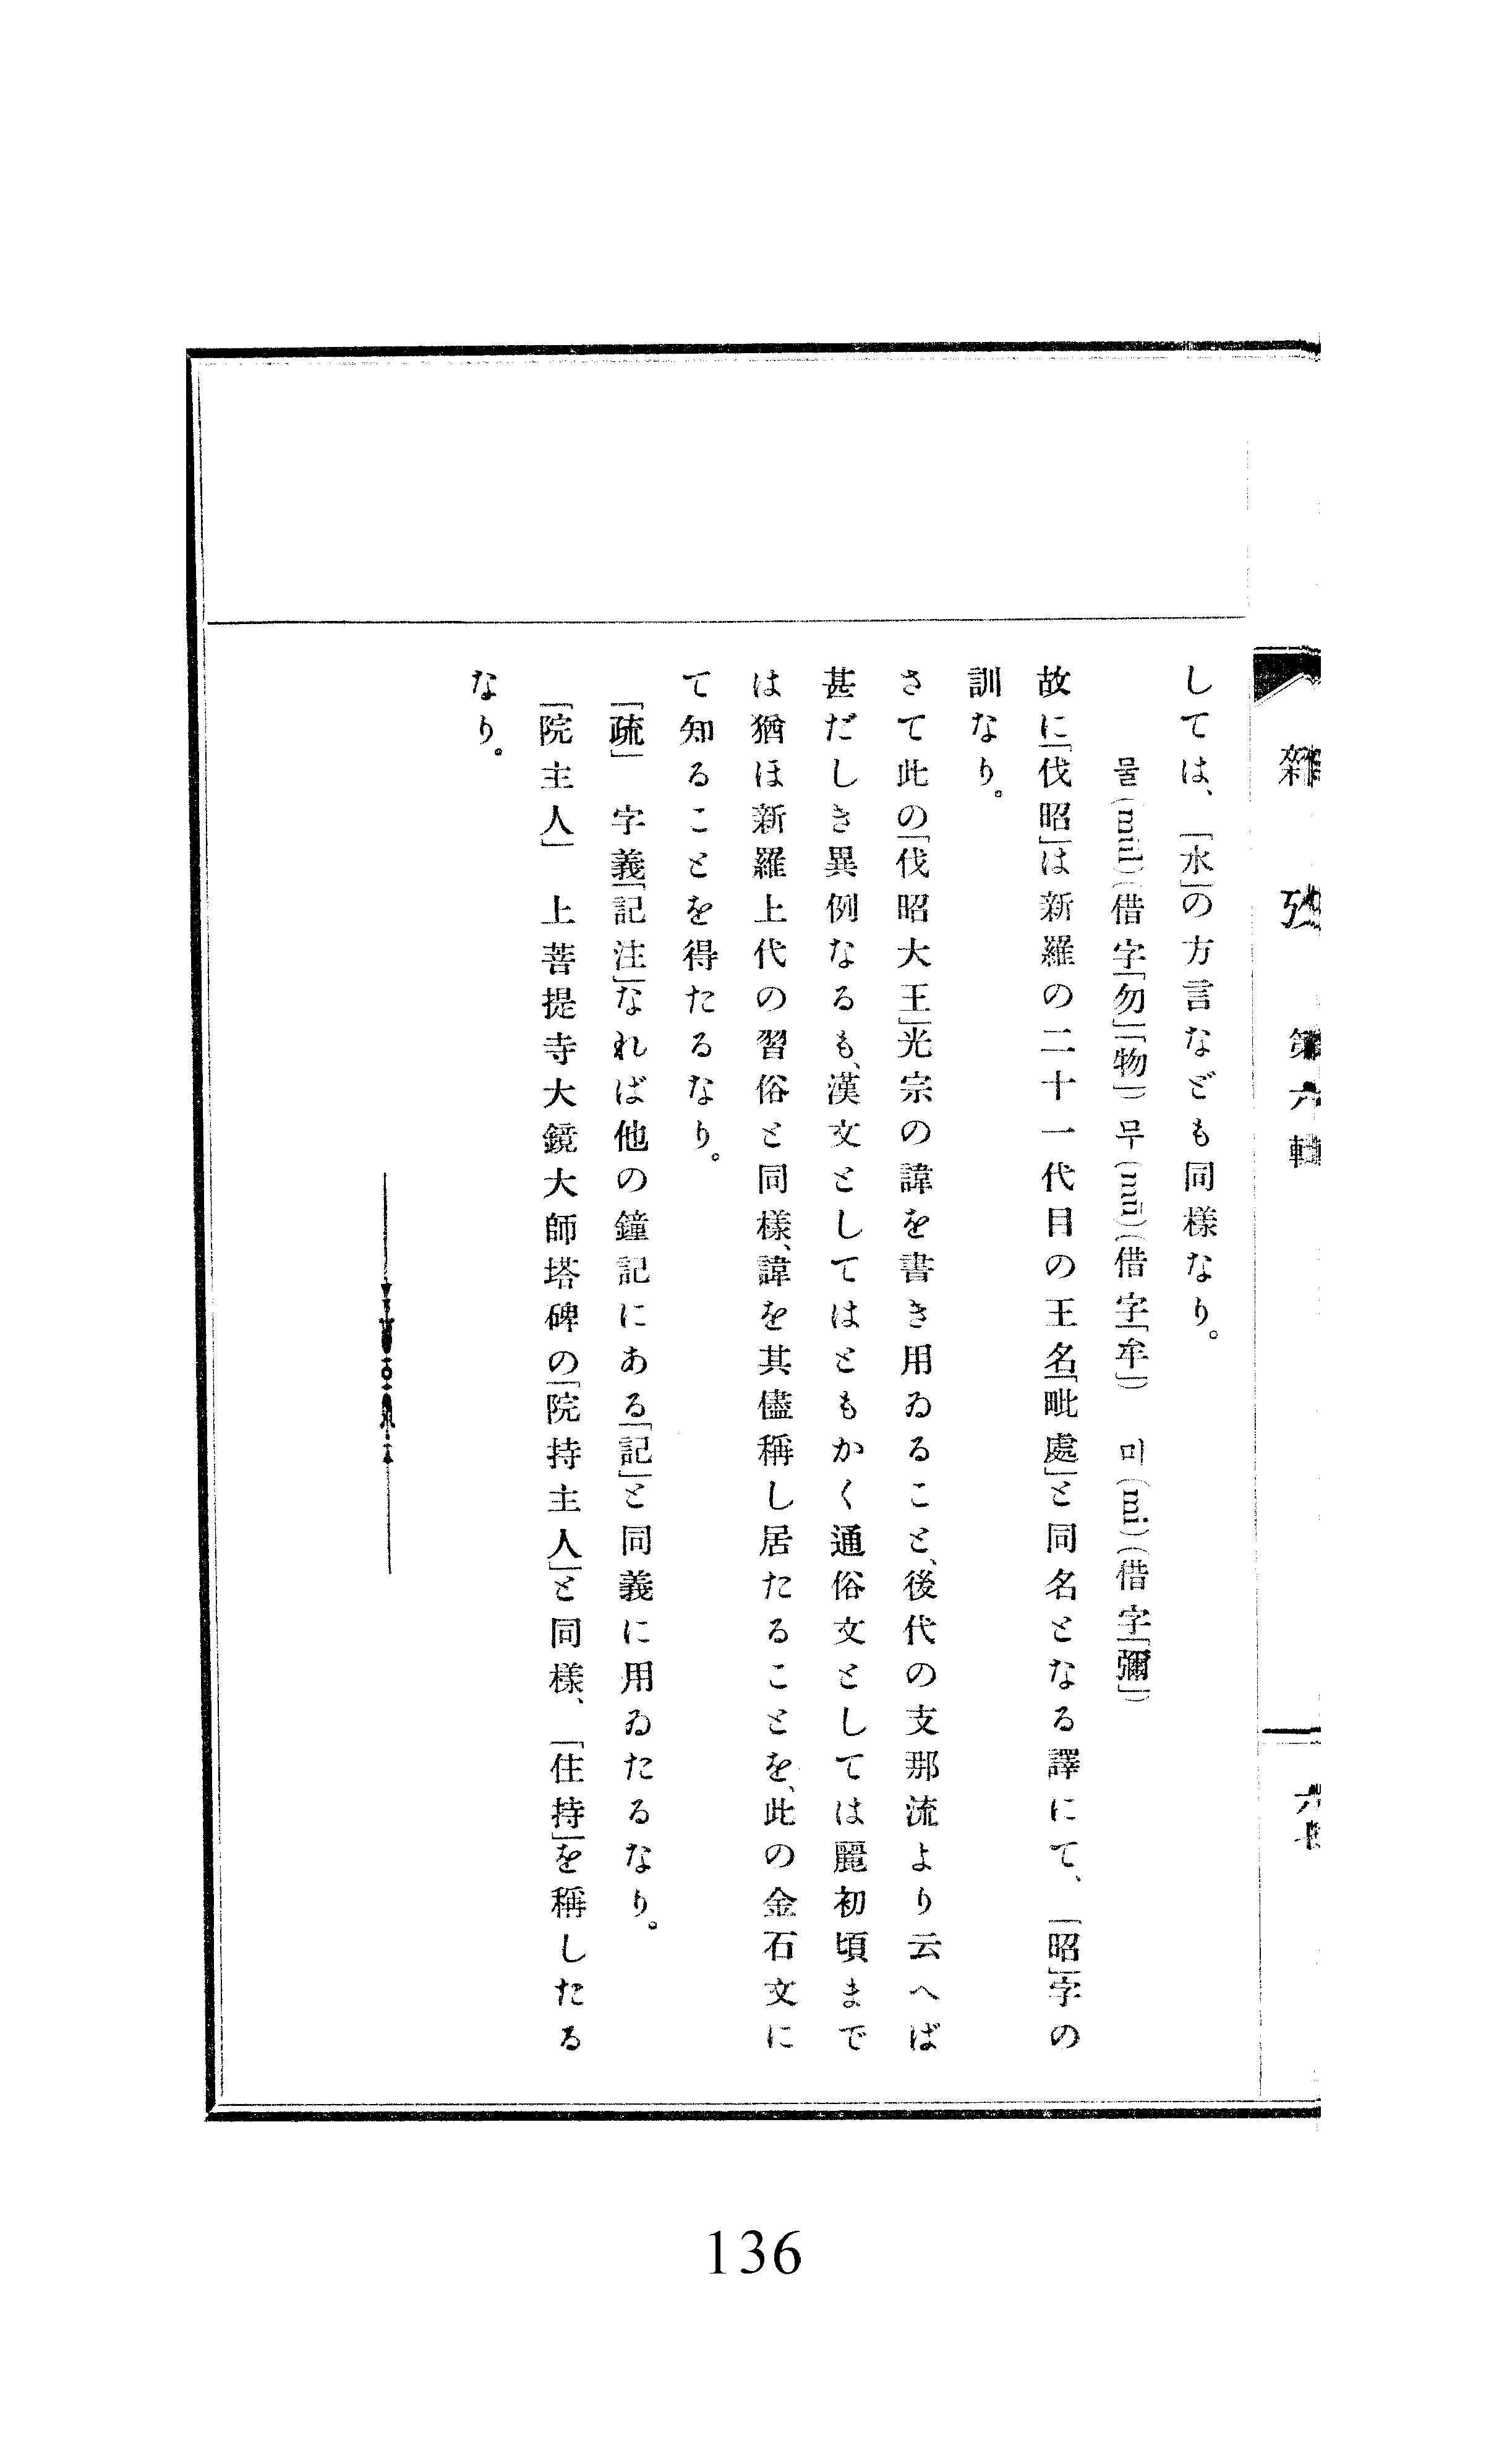 雜 攷 第六輯
しては、「水」の方言なども同様なり。
물(mŭl)(借字「勿」「物」) 무(mŭ)(借字「牟」) 미(mi)(借字「彌」)
故に「伐昭」は新羅の二十一代目の王名「毗處」と同名となる譯にて、「昭」字の
訓なり。
さて此の「伐昭大王」光宗の諱を書き用ゐること、後代の支那流より云へば
甚だしき異例なるも、漢文としてはともかく通俗文としては麗初頃まで
は猶ほ新羅上代の習俗と同樣、諱を其儘稱し居たることを、此の金石文に
て知ることを得たるなり。
「疏」 字義「記注」なれば他の鐘記にある「記」と同義に用ゐたるなり。
「院主人」 上菩提寺大鏡大師塔碑の「院持主人」と同樣、「住持」を稱したる
なり。
136